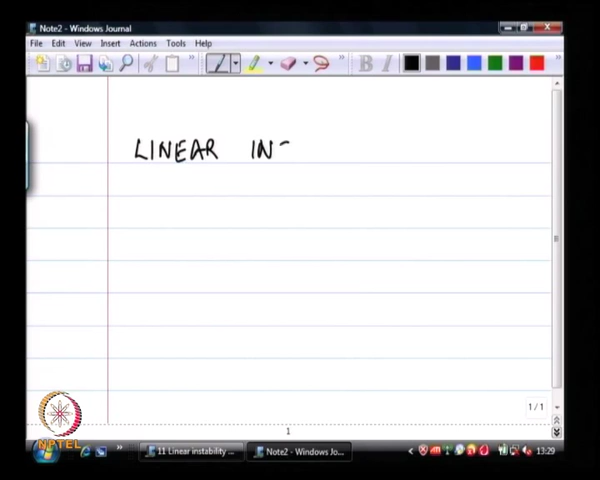 Note2 - Windows Journal
File Edit View Insert Actions Tools Help
LINEAR IN
1/1
1
NPTEL
11 Linear instability ...
Note2 - Windows Jo...
13:29